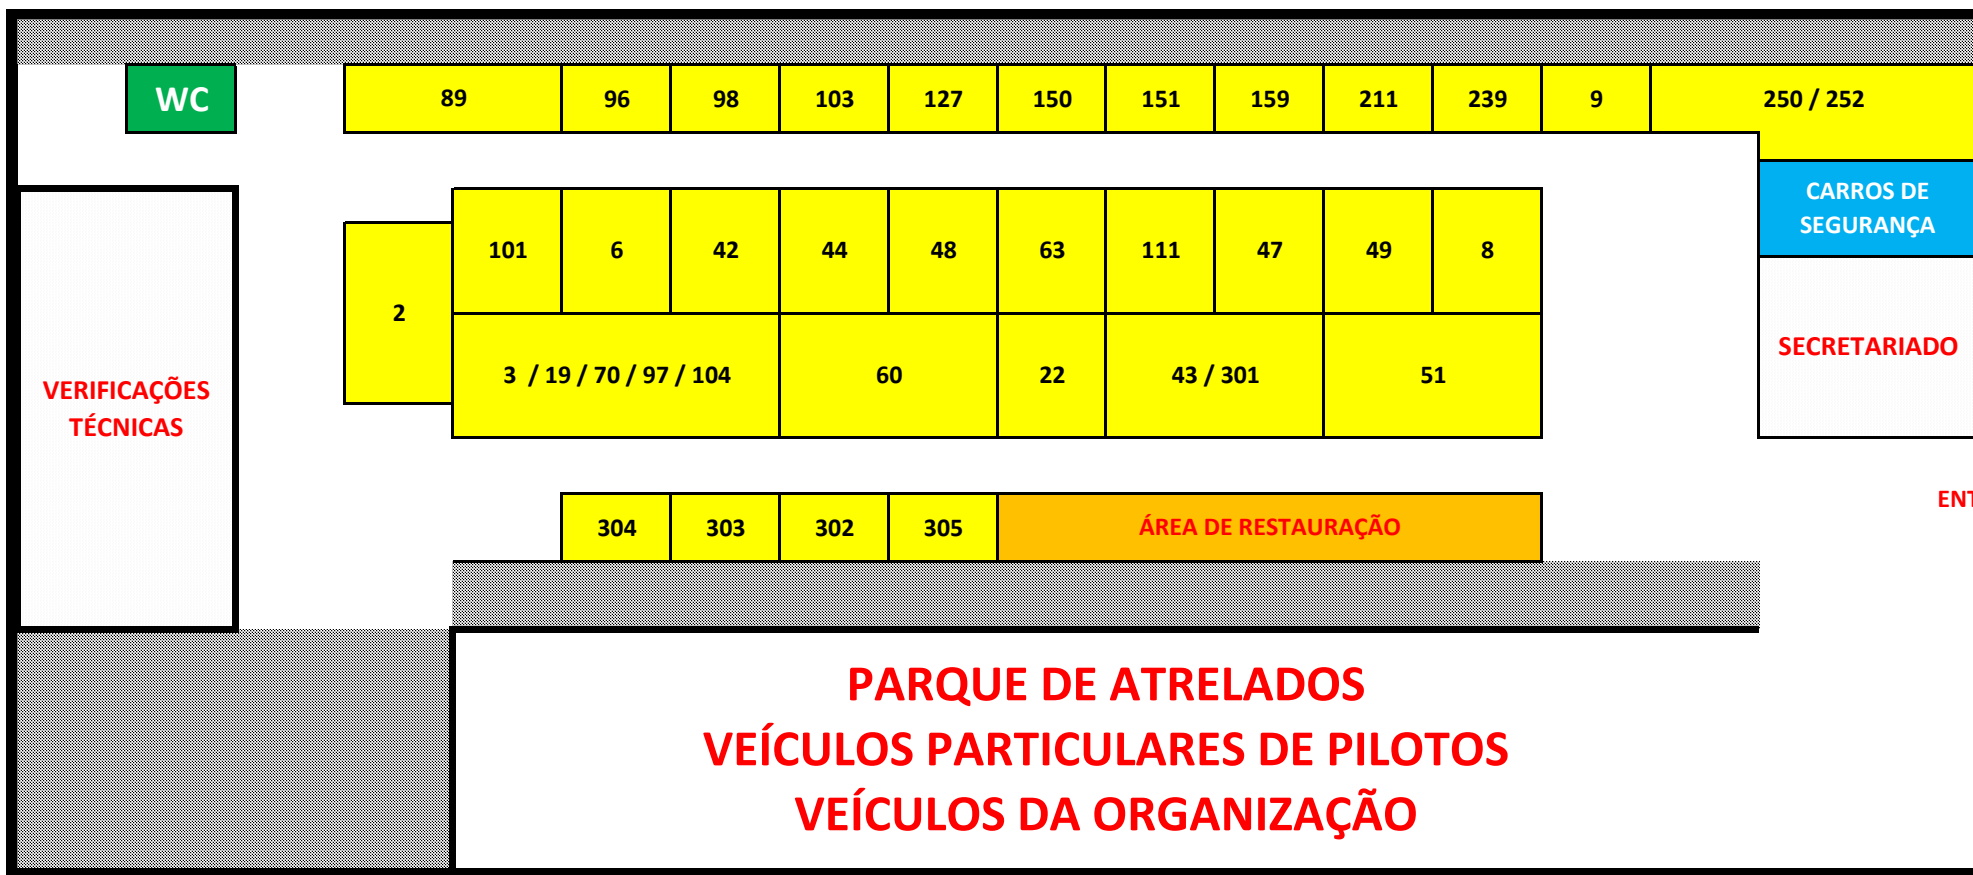 WC
89
96
98
103
127
150
151
159
211
239
9
250 / 252
CARROS DE
SEGURANÇA
101
6
42
44
48
63
111
47
49
8
2
3 / 19 / 70 / 97 / 104
60
22
43 / 301
51
SECRETARIADO
VERIFICAÇÕES
TÉCNICAS
304
303
302
305
ÁREA DE RESTAURAÇÃO
ENT
PARQUE DE ATRELADOS
VEÍCULOS PARTICULARES DE PILOTOS
VEÍCULOS DA ORGANIZAÇÃO